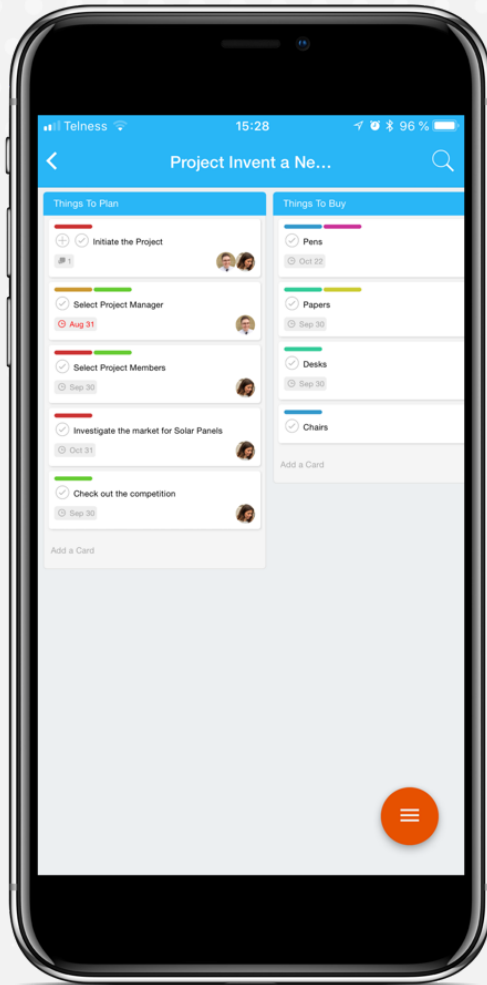 Telness 15:28 96 %
Project Invent a Ne...
Things To Plan
Initiate the Project
1
Select Project Manager
Aug 31
Select Project Members
Sep 30
Investigate the market for Solar Panels
Oct 31
Check out the competition
Sep 30
Add a Card
Things To Buy
Pens
Oct 22
Papers
Sep 30
Desks
Sep 30
Chairs
Add a Card